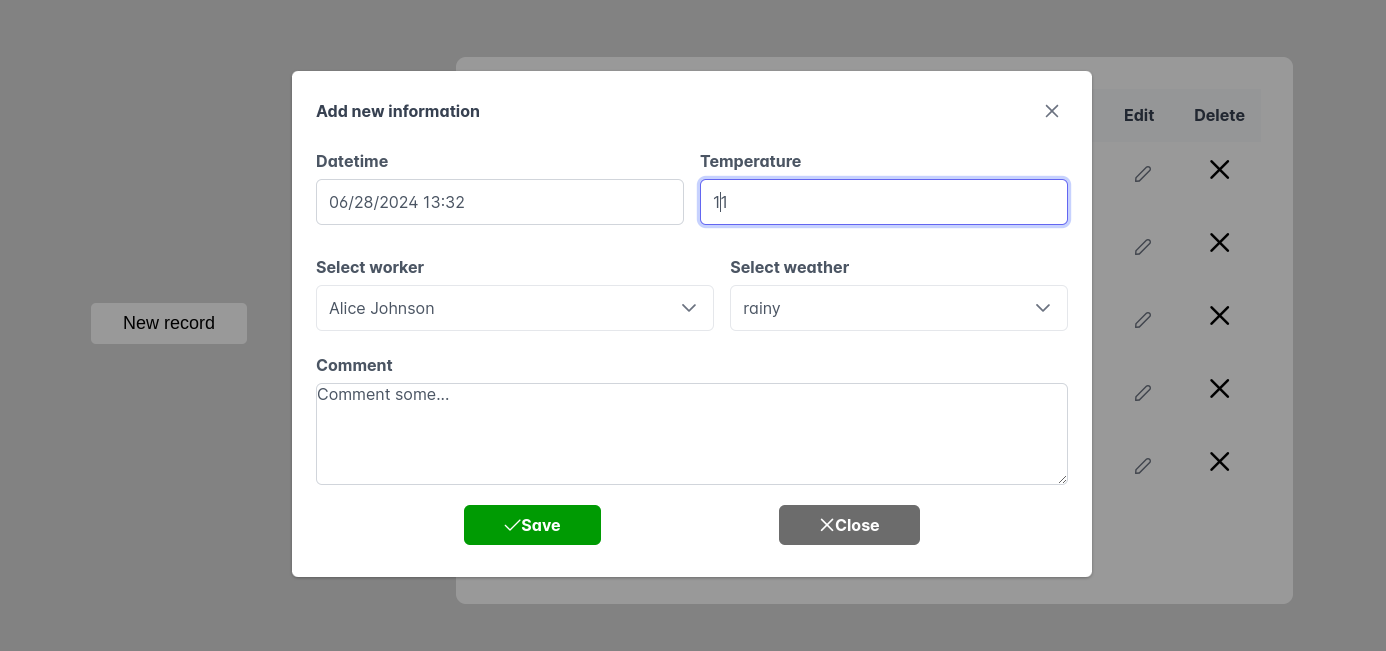 Add new information
Edit Delete
Datetime Temperature
06/28/2024 13:32 11
Select worker Select weather
Alice Johnson rainy
New record
Comment
Comment some...
Save Close